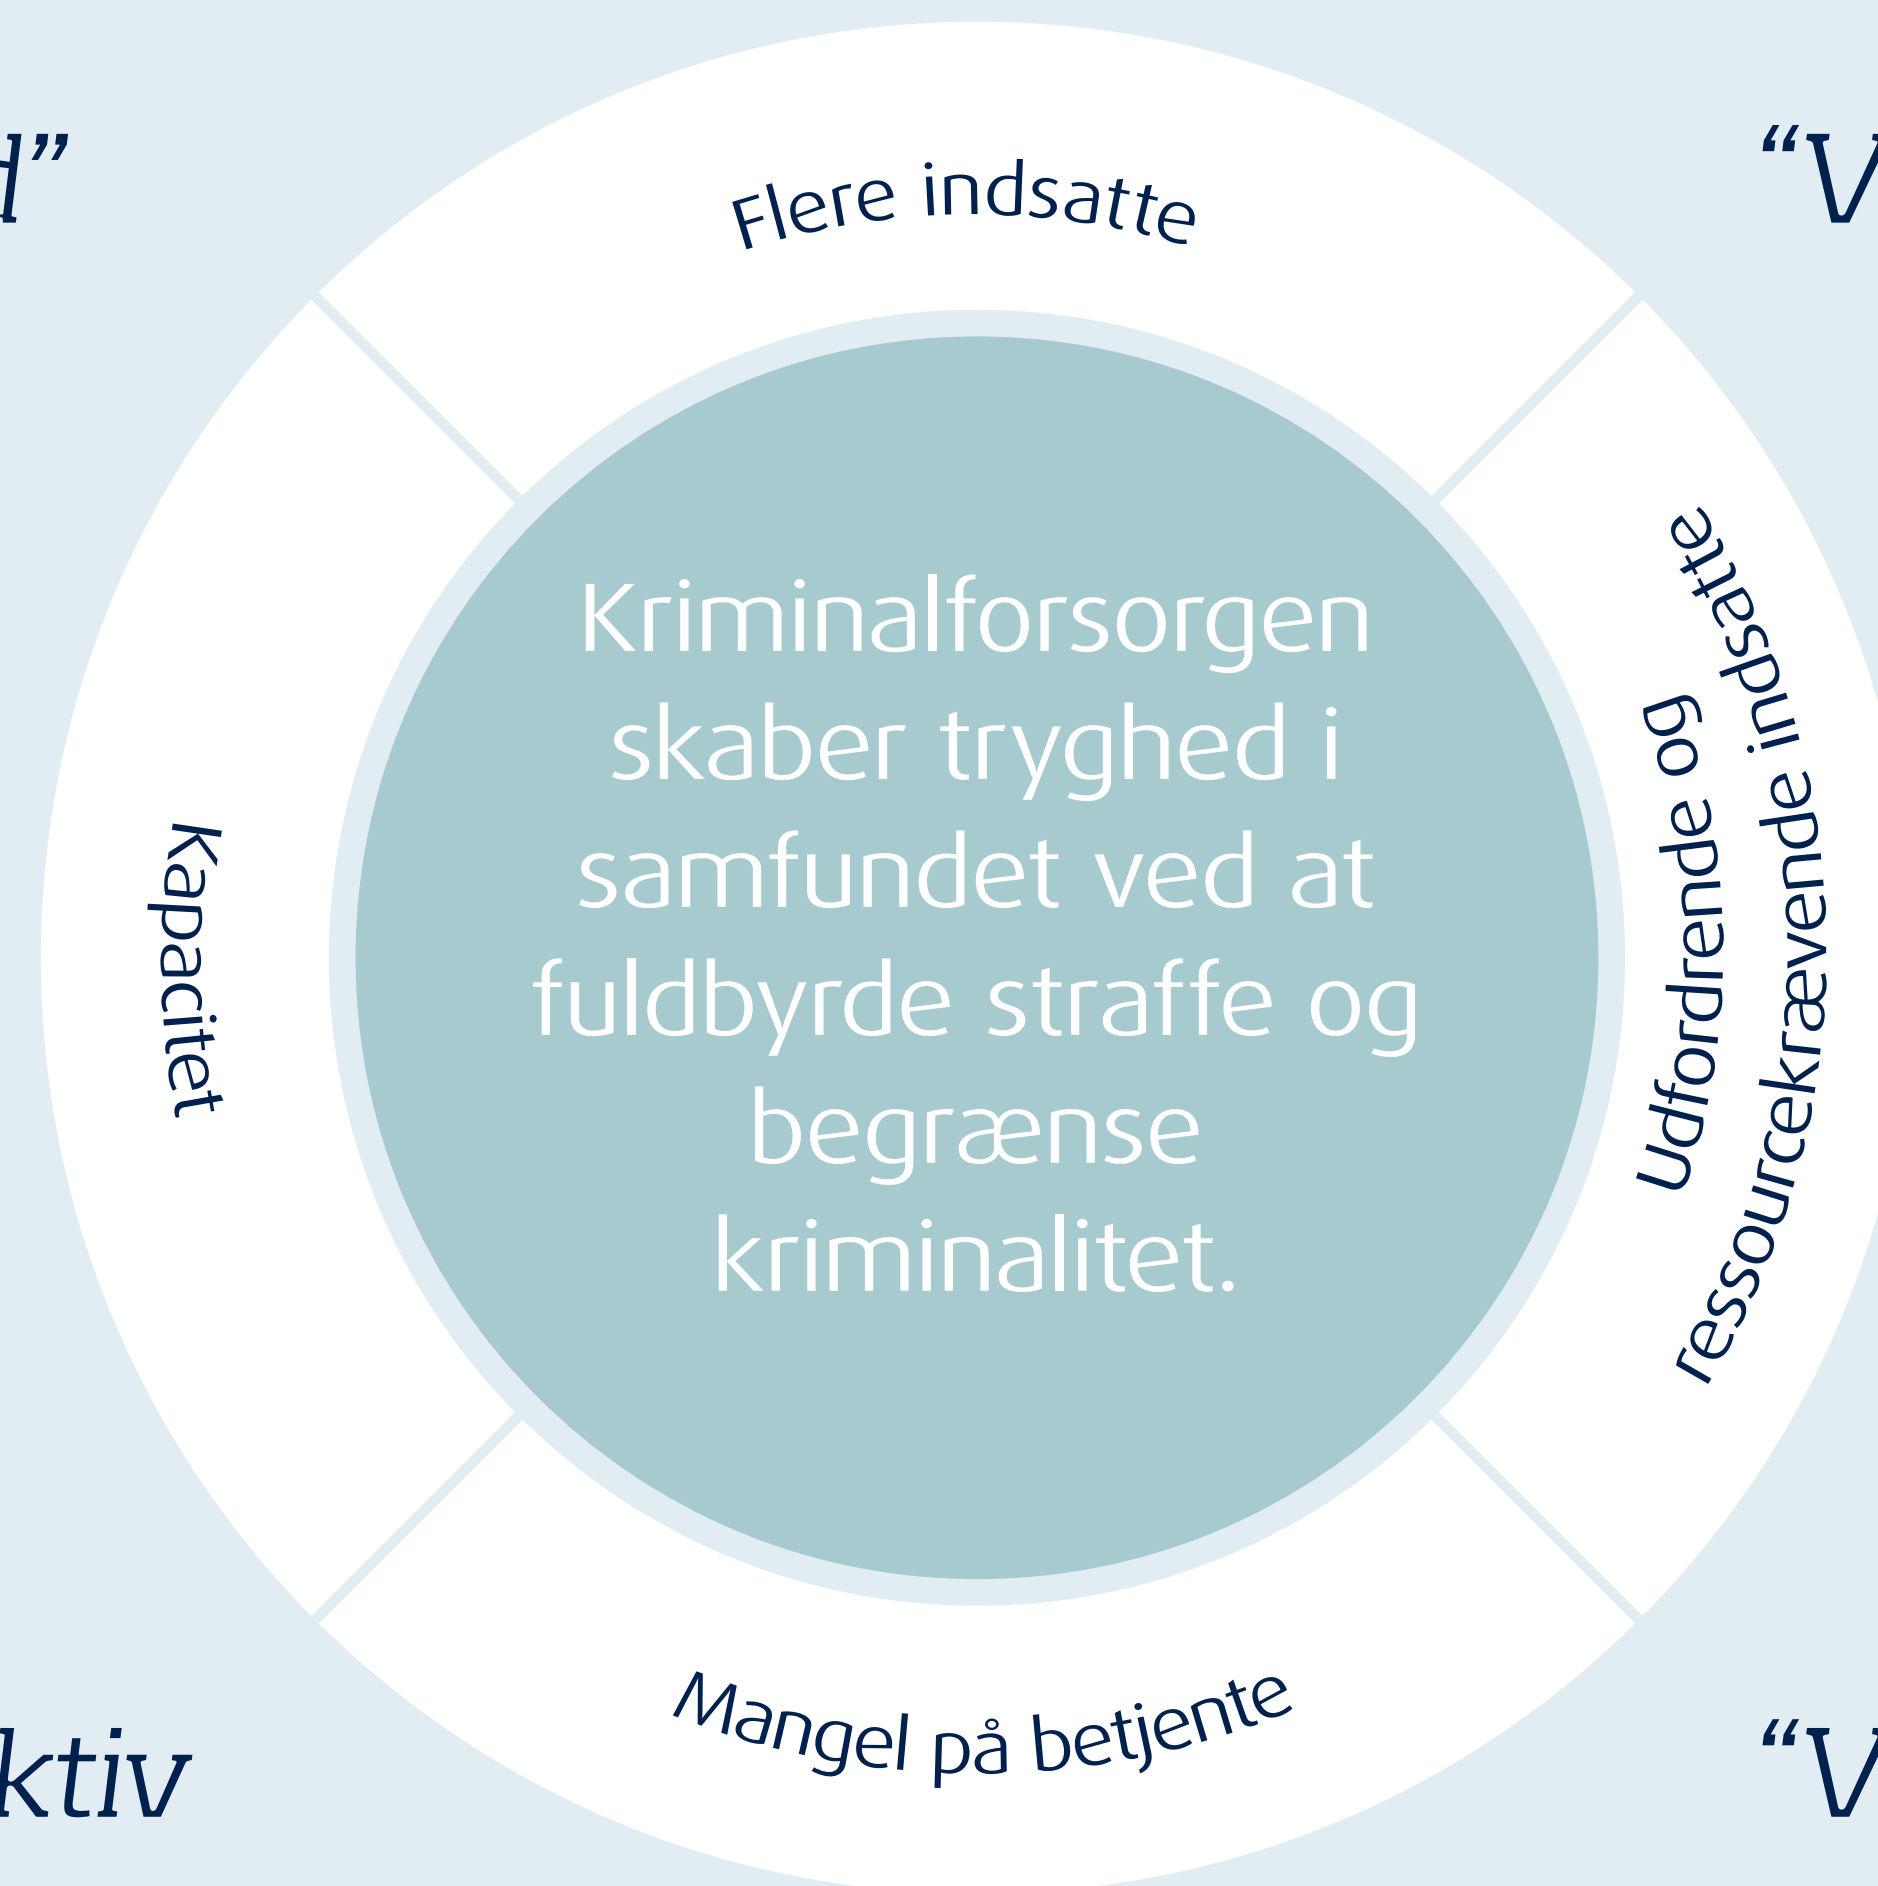 Flere indsatte
Udfordrende og
ressourcekrævende indsatte
Kapacitet
Kriminalforsorgen
skaber tryghed i
samfundet ved at
fuldbyrde straffe og
begrænse
kriminalitet.
Mangel på betjente